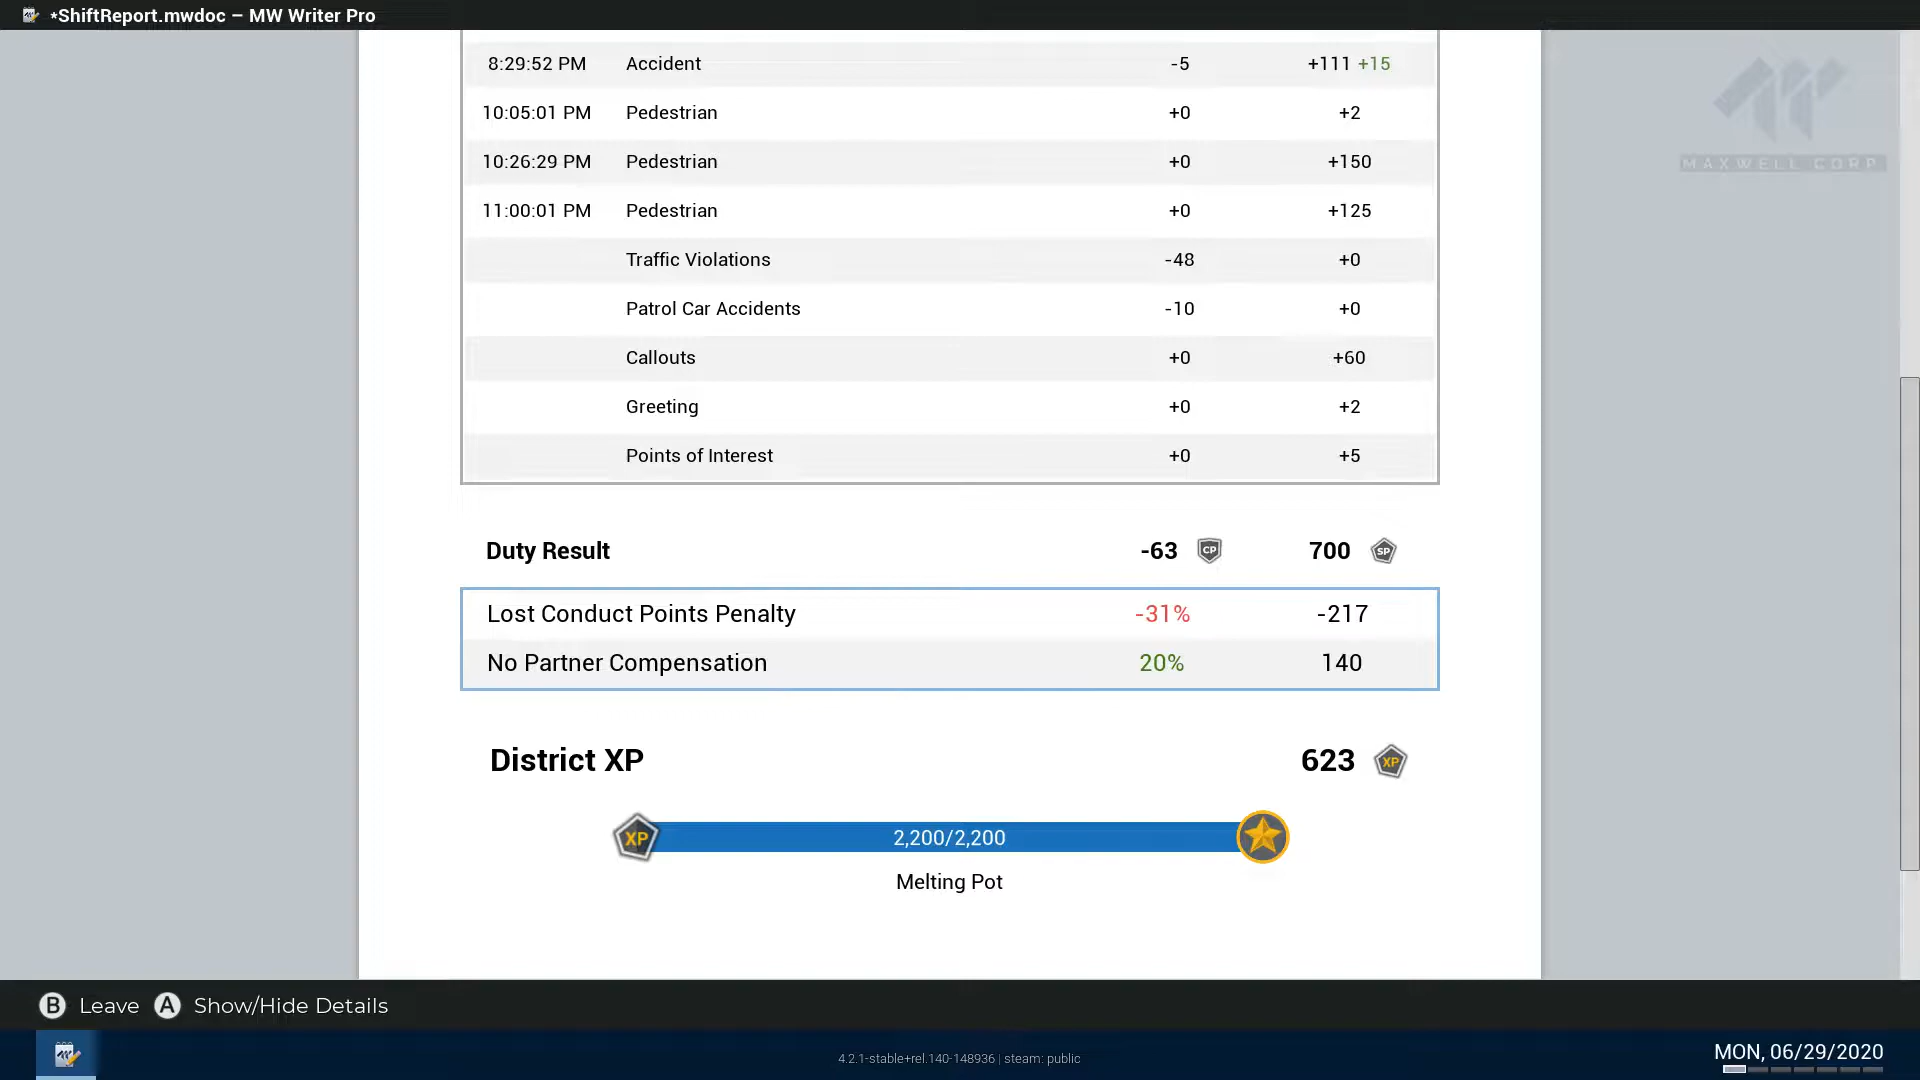 *ShiftReport.mwdoc – MW Writer Pro
8:29:52 PM Accident -5 +111 +15
10:05:01 PM Pedestrian +0 +2
10:26:29 PM Pedestrian +0 +150
11:00:01 PM Pedestrian +0 +125
Traffic Violations -48 +0
Patrol Car Accidents -10 +0
Callouts +0 +60
Greeting +0 +2
Points of Interest +0 +5
MAXWELL CORP
Duty Result -63 CP 700 SP
Lost Conduct Points Penalty -31% -217
No Partner Compensation 20% 140
District XP 623 XP
XP 2,200/2,200
Melting Pot
B Leave A Show/Hide Details
4.2.1-stable+rel.140-148936 | steam: public
MON, 06/29/2020